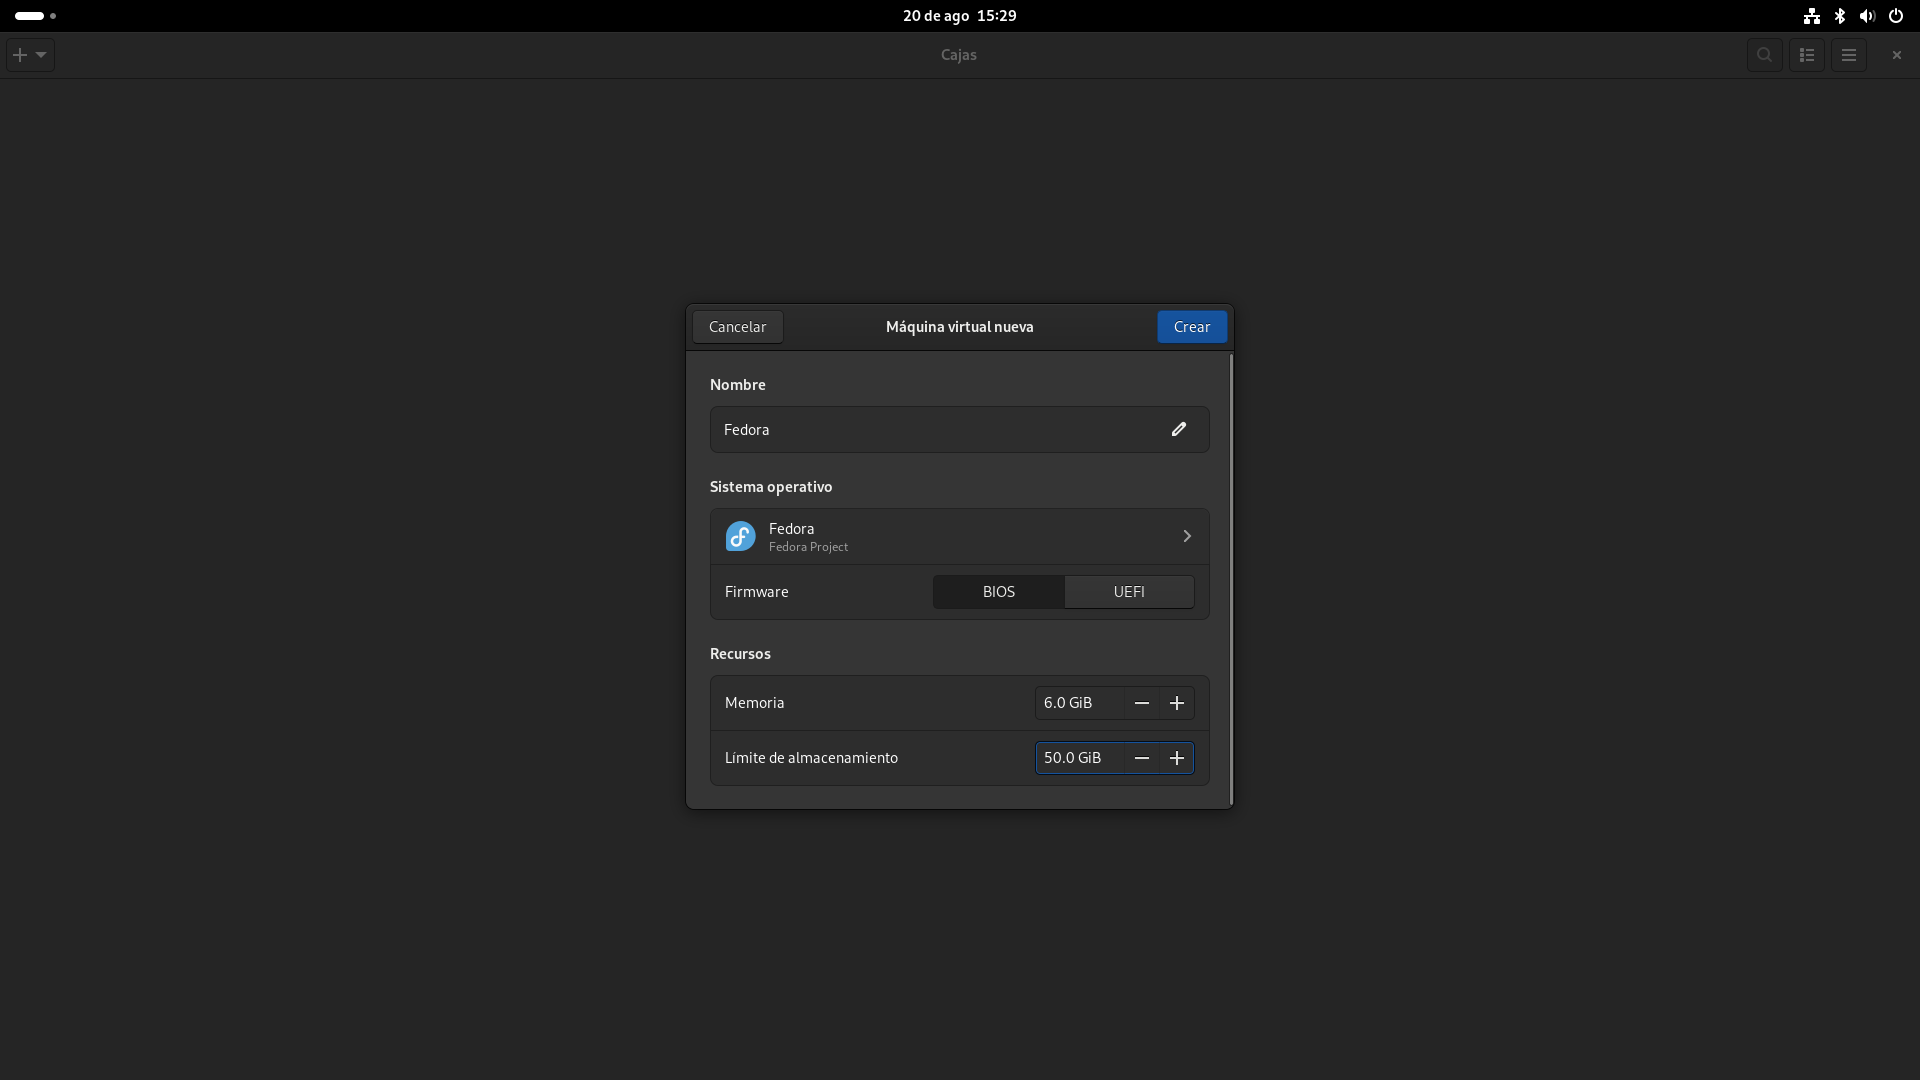 20 de ago 15:29
Cajas
Cancelar
Máquina virtual nueva
Crear
Nombre
Fedora
Sistema operativo
Fedora
Fedora Project
Firmware
BIOS
UEFI
Recursos
Memoria
6.0 GiB
Límite de almacenamiento
50.0 GiB